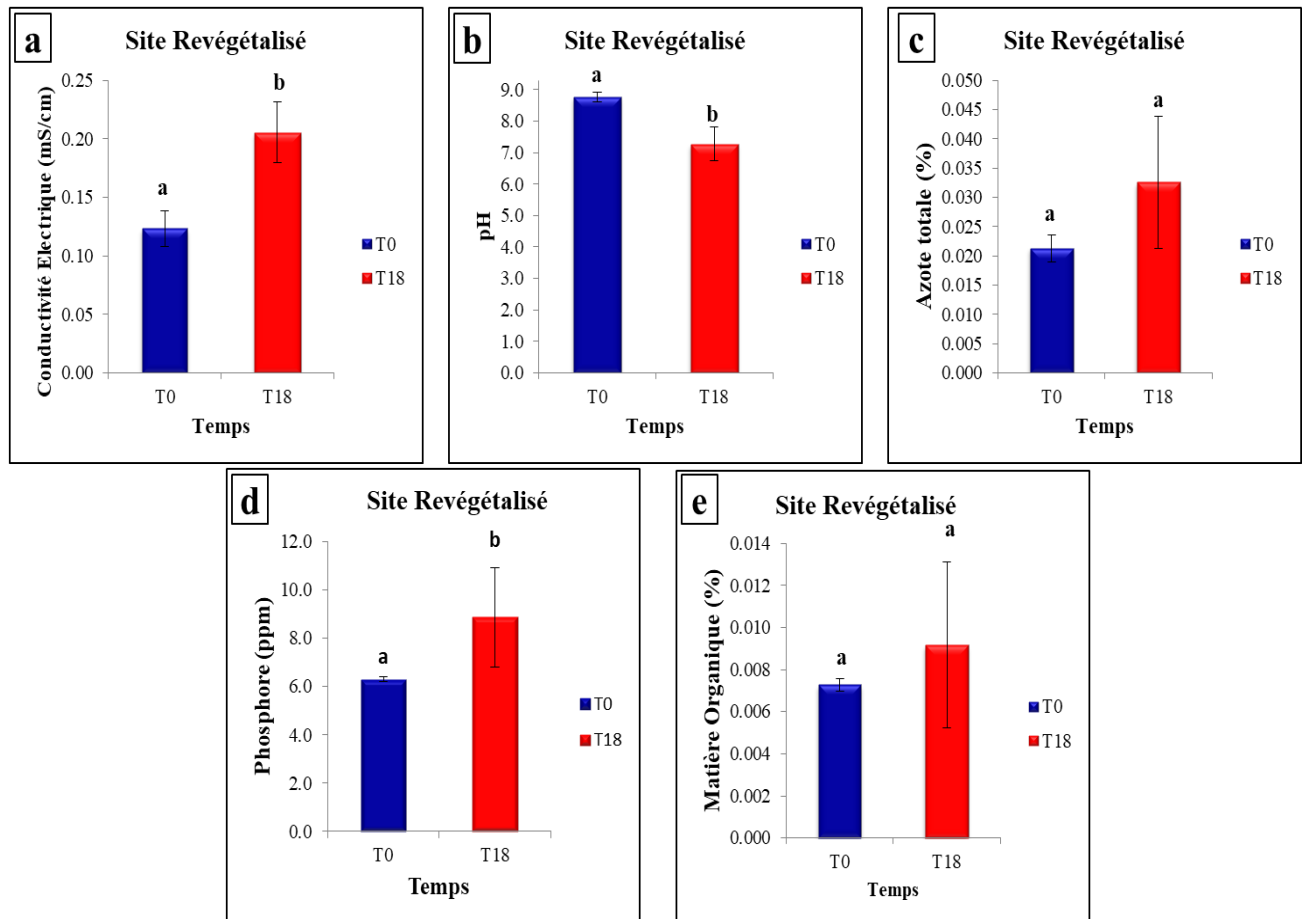 a
Site Revégétalisé
Conductivité Electrique (mS/cm)
0.25
0.20
0.15
0.10
0.05
0.00
a
b
T0
T18
T0
T18
Temps
b
Site Revégétalisé
pH
9.0
8.0
7.0
6.0
5.0
4.0
3.0
2.0
1.0
0.0
a
b
T0
T18
T0
T18
Temps
c
Site Revégétalisé
Azote totale (%)
0.050
0.045
0.040
0.035
0.030
0.025
0.020
0.015
0.010
0.005
0.000
a
a
T0
T18
T0
T18
Temps
d
Site Revégétalisé
Phosphore (ppm)
12.0
10.0
8.0
6.0
4.0
2.0
0.0
a
b
T0
T18
T0
T18
Temps
e
Site Revégétalisé
Matière Organique (%)
0.014
0.012
0.010
0.008
0.006
0.004
0.002
0.000
a
a
T0
T18
T0
T18
Temps